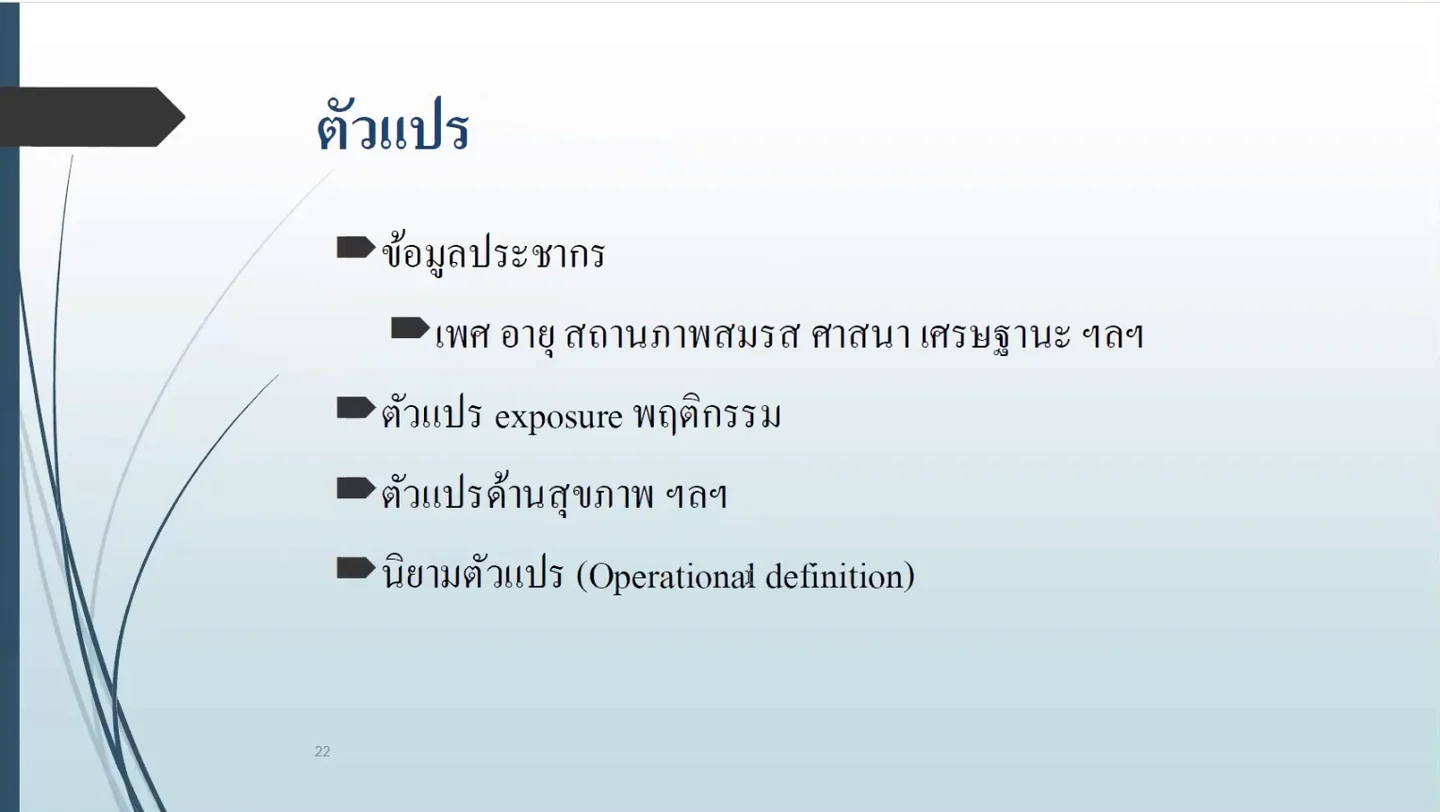 ตัวแปร
ข้อมูลประชากร
เพศ อายุ สถานภาพสมรส ศาสนา เศรษฐานะ ฯลฯ
ตัวแปร exposure พฤติกรรม
ตัวแปรด้านสุขภาพ ฯลฯ
นิยามตัวแปร (Operational definition)
22